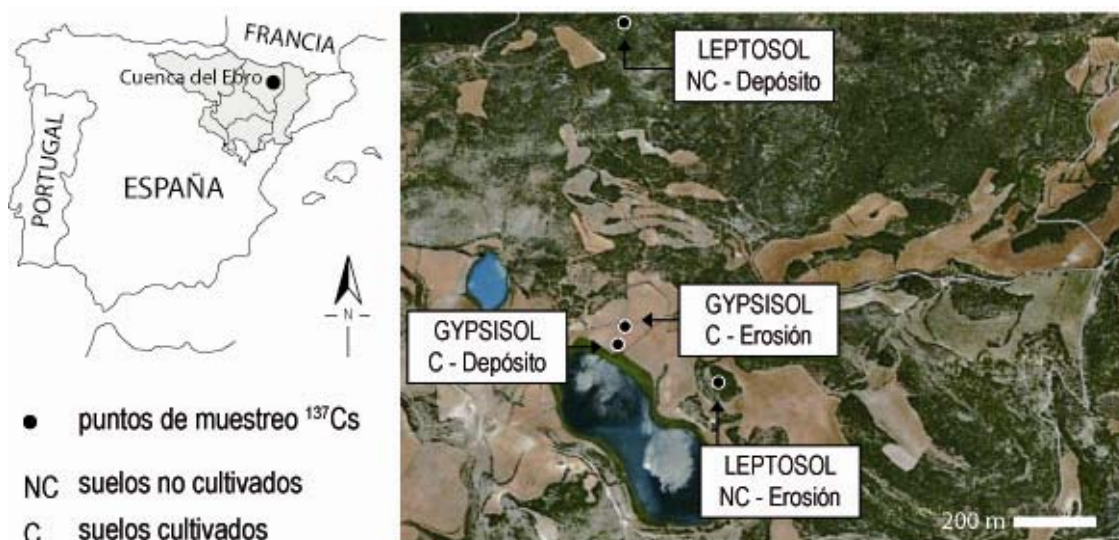 FRANCIA
Cuenca del Ebro
PORTUGAL
ESPAÑA
N
puntos de muestreo ¹³⁷Cs
NC suelos no cultivados
C suelos cultivados
LEPTOSOL
NC - Depósito
GYPSISOL
C - Erosión
GYPSISOL
C - Depósito
LEPTOSOL
NC - Erosión
200 m